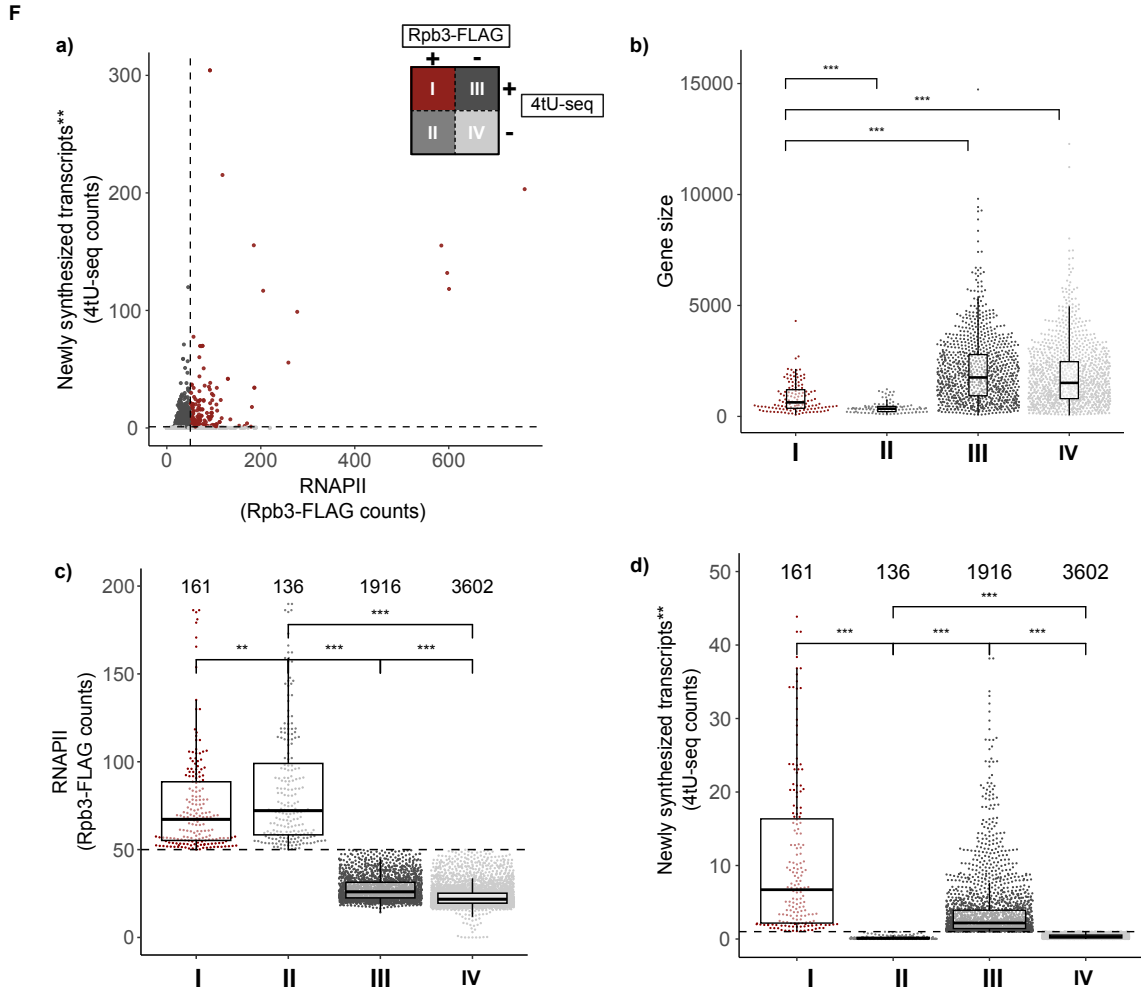 F
a)
Newly synthesized transcripts**
(4tU-seq counts)
300
200
100
0
0 200 400 600
RNAPII
(Rpb3-FLAG counts)
Rpb3-FLAG
+ -
I III +
4tU-seq
II IV -
b)
Gene size
15000
10000
5000
0
***
***
***
I II III IV
c)
RNAPII
(Rpb3-FLAG counts)
200
150
100
50
0
161 136 1916 3602
***
** *** ***
I II III IV
d)
Newly synthesized transcripts**
(4tU-seq counts)
50
40
30
20
10
0
161 136 1916 3602
***
*** *** ***
I II III IV